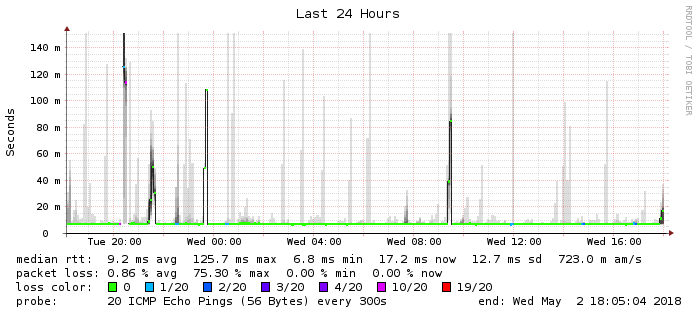 Last 24 Hours
RRDTOOL / TOBI OETIKER
Seconds
140 m
120 m
100 m
80 m
60 m
40 m
20 m
0
Tue 20:00 Wed 00:00 Wed 04:00 Wed 08:00 Wed 12:00 Wed 16:00
median rtt: 9.2 ms avg 125.7 ms max 6.8 ms min 17.2 ms now 12.7 ms sd 723.0 m am/s
packet loss: 0.86 % avg 75.30 % max 0.00 % min 0.00 % now
loss color: 0 1/20 2/20 3/20 4/20 10/20 19/20
probe: 20 ICMP Echo Pings (56 Bytes) every 300s end: Wed May 2 18:05:04 2018